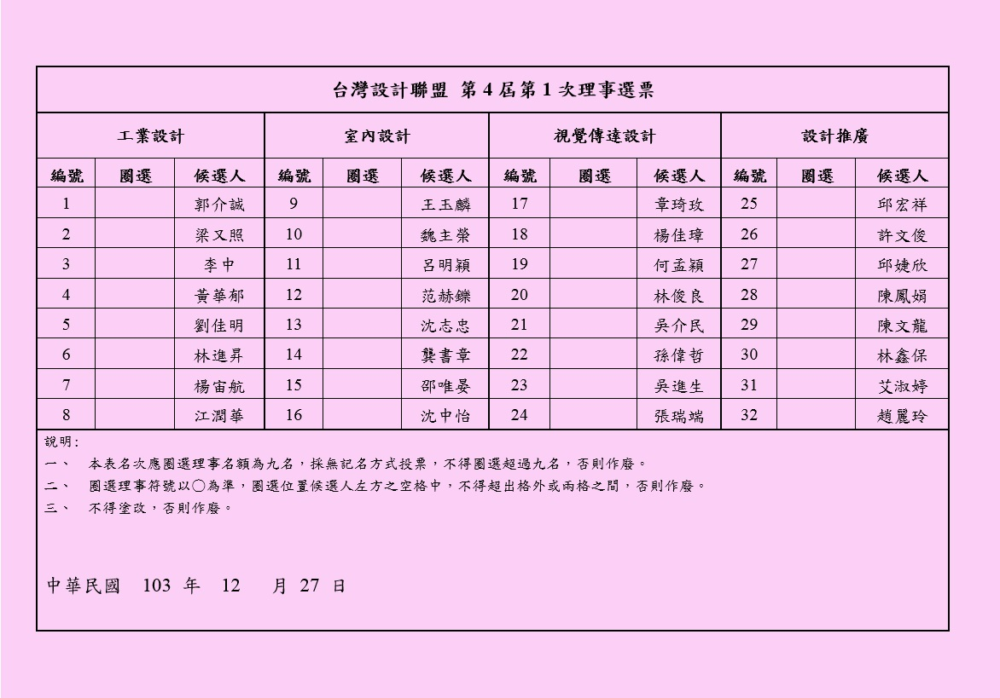 台灣設計聯盟 第 4 屆第 1 次理事選票
工業設計 室內設計 視覺傳達設計 設計推廣
編號 圈選 候選人 編號 圈選 候選人 編號 圈選 候選人 編號 圈選 候選人
1 郭介誠 9 王玉麟 17 章琦玫 25 邱宏祥
2 梁又照 10 魏主榮 18 楊佳璋 26 許文俊
3 李中 11 呂明穎 19 何孟穎 27 邱婕欣
4 黃華郁 12 范赫鑠 20 林俊良 28 陳鳳娟
5 劉佳明 13 沈志忠 21 吳介民 29 陳文龍
6 林進昇 14 龔書章 22 孫偉哲 30 林鑫保
7 楊宙航 15 邵唯晏 23 吳進生 31 艾淑婷
8 江潤華 16 沈中怡 24 張瑞端 32 趙麗玲
說明:
一、 本表名次應圈選理事名額為九名，採無記名方式投票，不得圈選超過九名，否則作廢。
二、 圈選理事符號以○為準，圈選位置候選人左方之空格中，不得超出格外或兩格之間，否則作廢。
三、 不得塗改，否則作廢。
中華民國 103 年 12 月 27 日